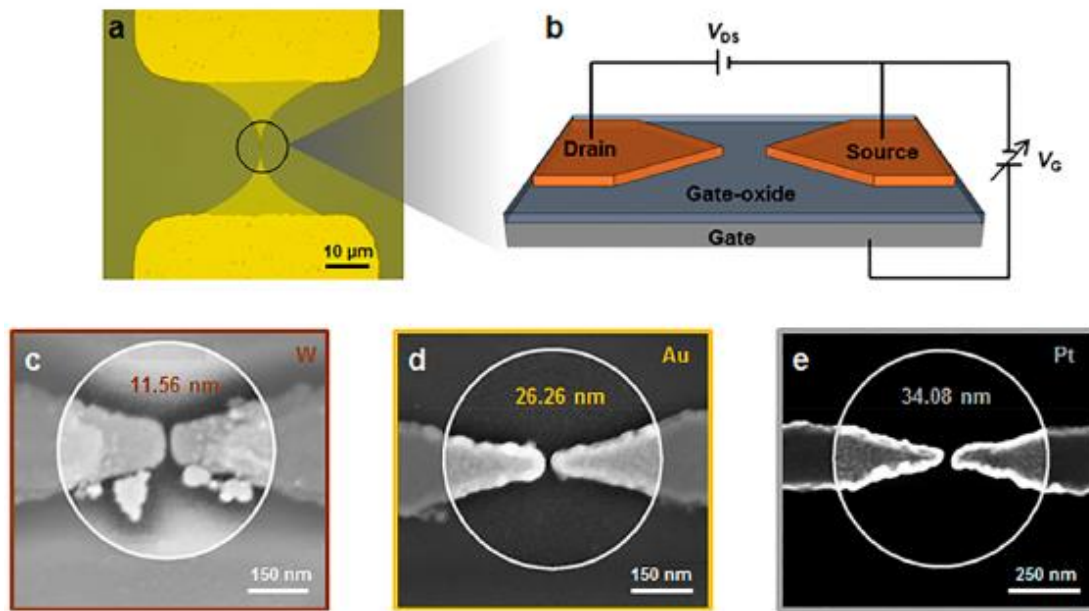 a
10 µm
b
V_DS
Drain
Source
V_G
Gate-oxide
Gate
c
W
11.56 nm
150 nm
d
Au
26.26 nm
150 nm
e
Pt
34.08 nm
250 nm